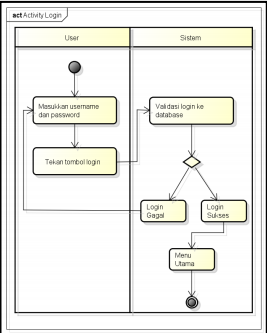 act Activity Login
User
Sistem
Masukkan username
dan password
Validasi login ke
database
Tekan tombol login
Login
Gagal
Login
Sukses
Menu
Utama